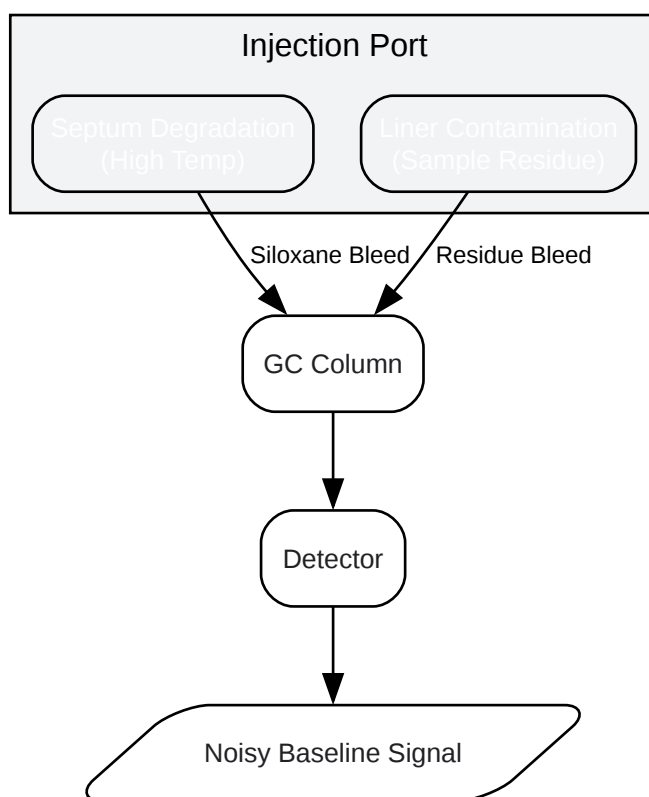 Injection Port
Septum Degradation
(High Temp)
Liner Contamination
(Sample Residue)
Siloxane Bleed
Residue Bleed
GC Column
Detector
Noisy Baseline Signal